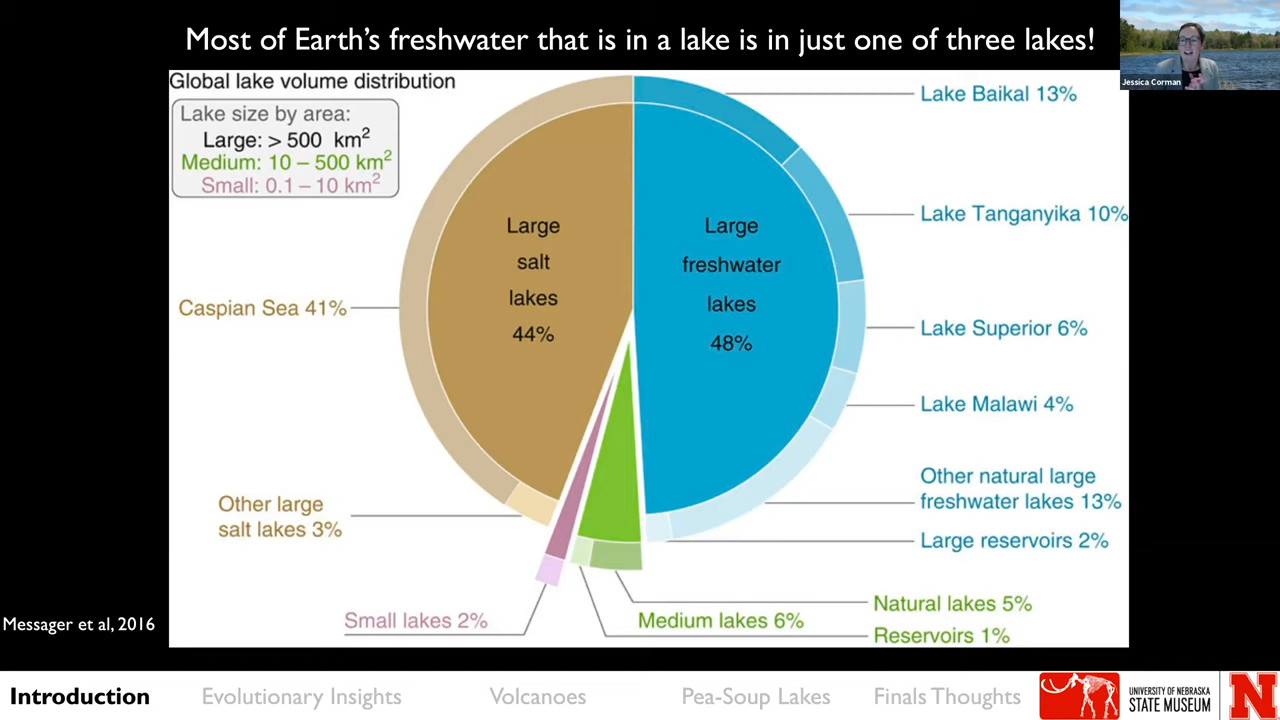 Most of Earth's freshwater that is in a lake is in just one of three lakes!
Jessica Corman
Global lake volume distribution
Lake size by area:
Large: > 500 km²
Medium: 10 – 500 km²
Small: 0.1 – 10 km²
Lake Baikal 13%
Lake Tanganyika 10%
Large
salt
lakes
44%
Large
freshwater
lakes
48%
Caspian Sea 41%
Lake Superior 6%
Lake Malawi 4%
Other natural large
freshwater lakes 13%
Other large
salt lakes 3%
Large reservoirs 2%
Natural lakes 5%
Small lakes 2%
Medium lakes 6%
Reservoirs 1%
Messager et al, 2016
Introduction
Evolutionary Insights
Volcanoes
Pea-Soup Lakes
Finals Thoughts
UNIVERSITY OF NEBRASKA
STATE MUSEUM
N